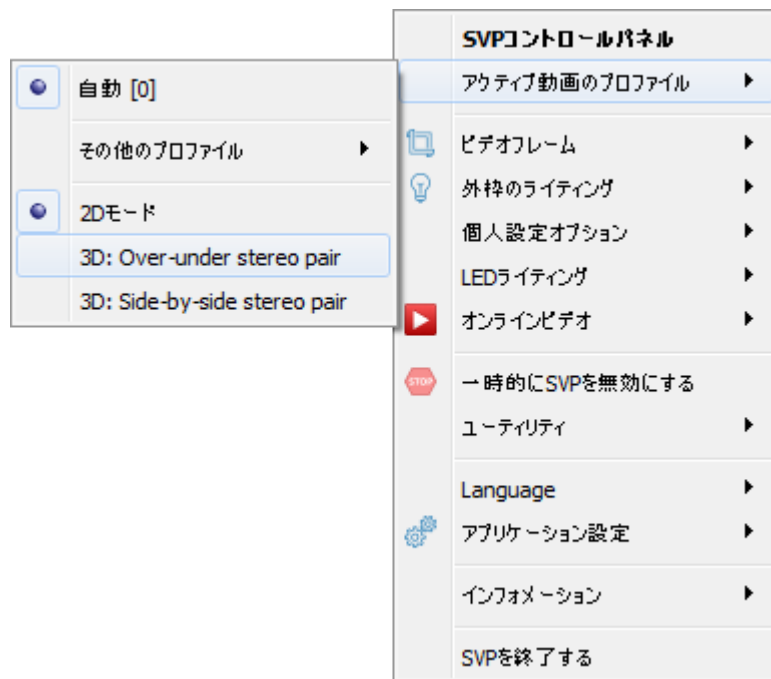 SVPコントロールパネル
アクティブ動画のプロファイル
ビデオフレーム
外枠のライティング
個人設定オプション
LEDライティング
オンラインビデオ
STOP
一時的にSVPを無効にする
ユーティリティ
Language
アプリケーション設定
インフォメーション
SVPを終了する
自動 [0]
その他のプロファイル
2Dモード
3D: Over-under stereo pair
3D: Side-by-side stereo pair